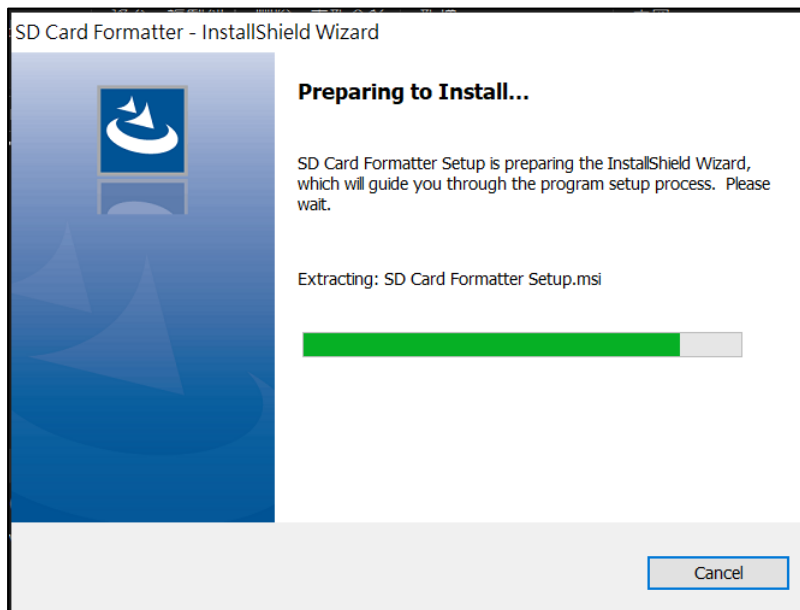 SD Card Formatter - InstallShield Wizard
Preparing to Install...
SD Card Formatter Setup is preparing the InstallShield Wizard,
which will guide you through the program setup process. Please
wait.
Extracting: SD Card Formatter Setup.msi
Cancel